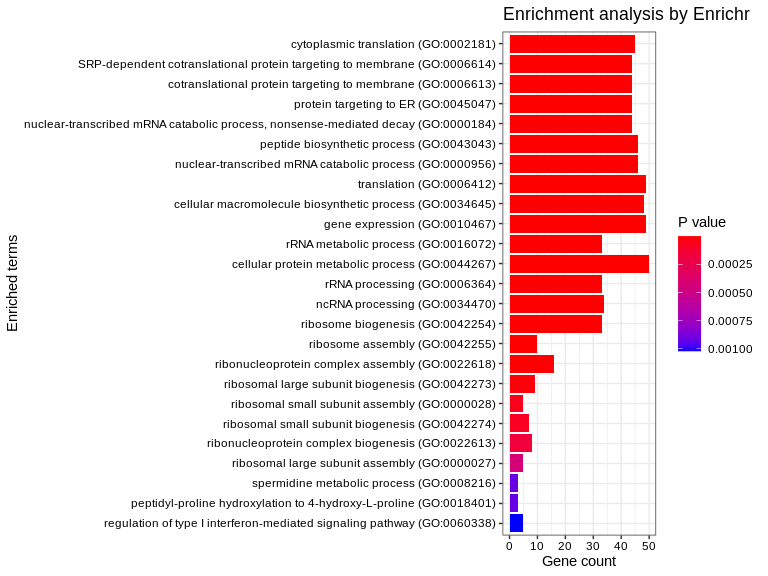 Enrichment analysis by Enrichr
cytoplasmic translation (GO:0002181)
SRP-dependent cotranslational protein targeting to membrane (GO:0006614)
cotranslational protein targeting to membrane (GO:0006613)
protein targeting to ER (GO:0045047)
nuclear-transcribed mRNA catabolic process, nonsense-mediated decay (GO:0000184)
peptide biosynthetic process (GO:0043043)
nuclear-transcribed mRNA catabolic process (GO:0000956)
translation (GO:0006412)
cellular macromolecule biosynthetic process (GO:0034645)
gene expression (GO:0010467)
rRNA metabolic process (GO:0016072)
cellular protein metabolic process (GO:0044267)
rRNA processing (GO:0006364)
ncRNA processing (GO:0034470)
ribosome biogenesis (GO:0042254)
ribosome assembly (GO:0042255)
ribonucleoprotein complex assembly (GO:0022618)
ribosomal large subunit biogenesis (GO:0042273)
ribosomal small subunit assembly (GO:0000028)
ribosomal small subunit biogenesis (GO:0042274)
ribonucleoprotein complex biogenesis (GO:0022613)
ribosomal large subunit assembly (GO:0000027)
spermidine metabolic process (GO:0008216)
peptidyl-proline hydroxylation to 4-hydroxy-L-proline (GO:0018401)
regulation of type I interferon-mediated signaling pathway (GO:0060338)
Enriched terms
0 10 20 30 40 50
Gene count
P value
0.00025
0.00050
0.00075
0.00100